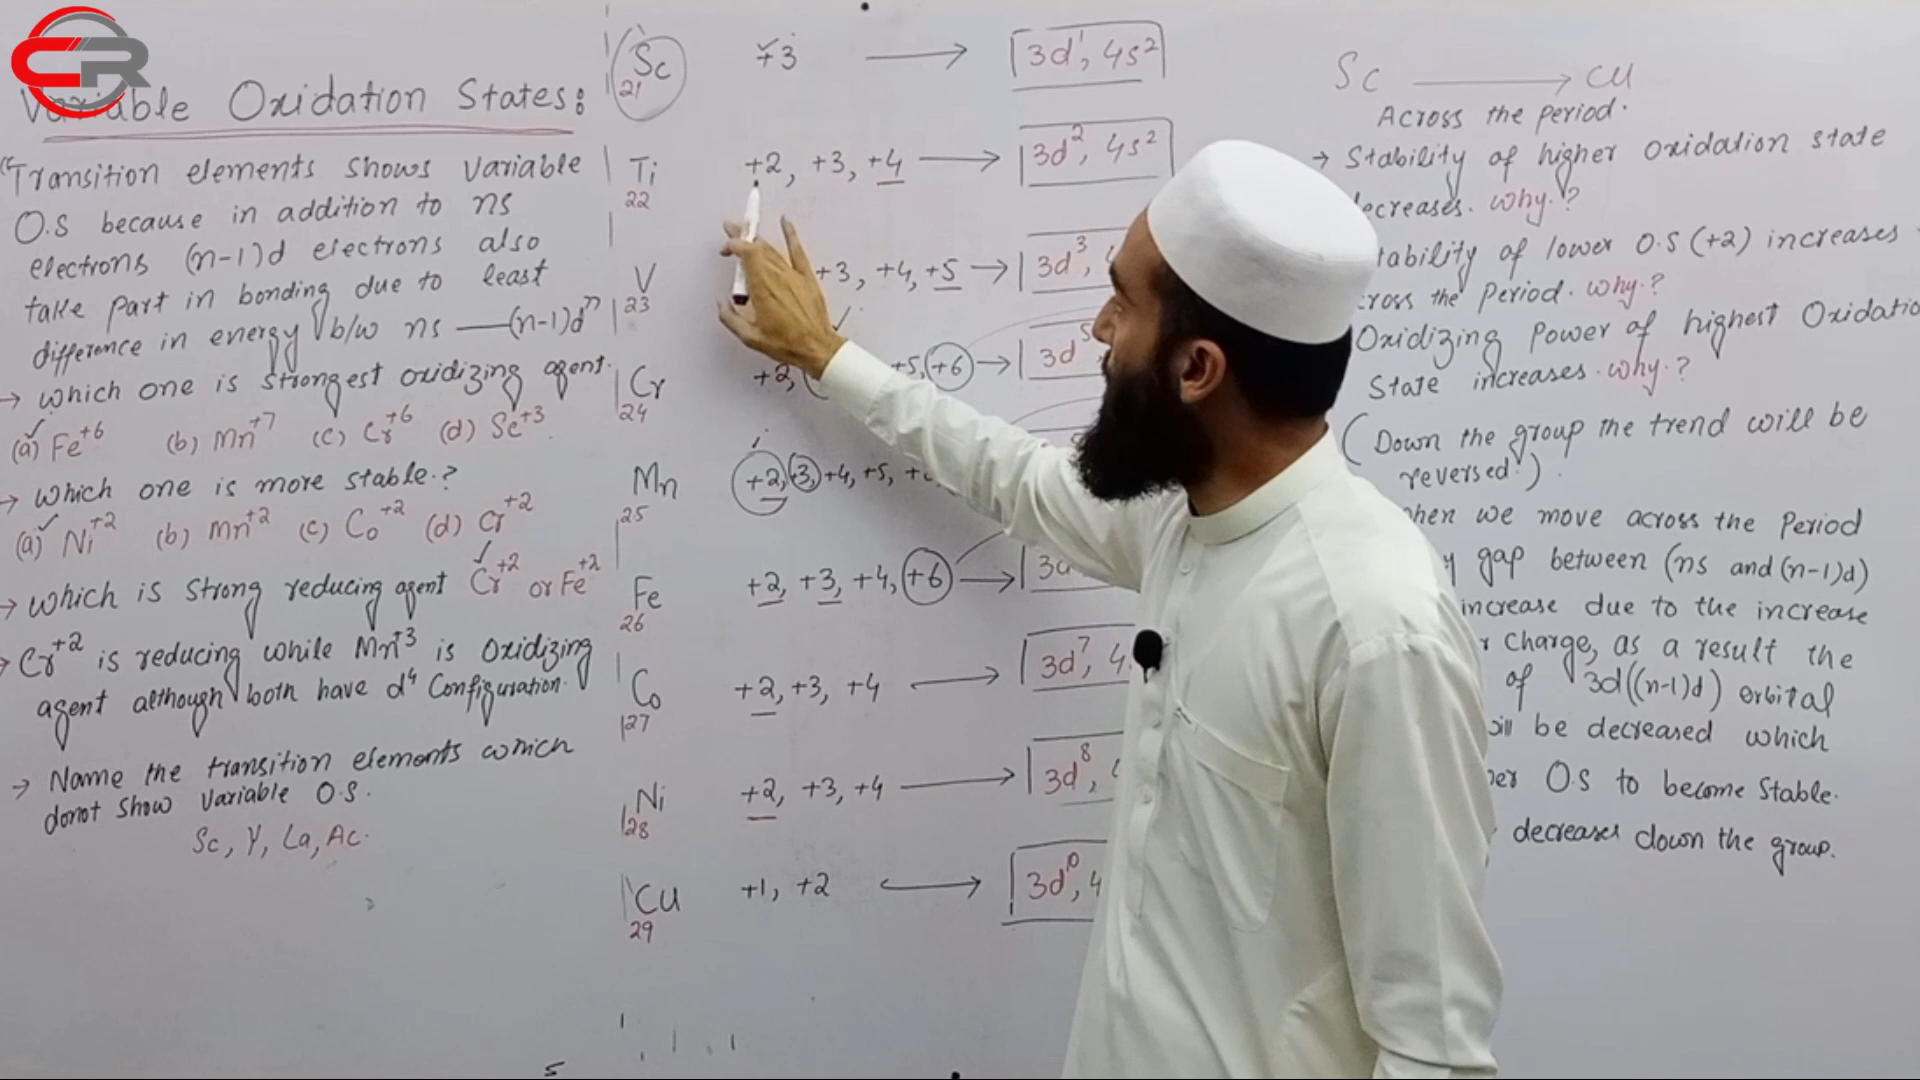 CR
Variable Oxidation States:
"Transition elements shows variable
O.S because in addition to ns
electrons (n-1)d electrons also
take part in bonding due to least
difference in energy b/w ns —(n-1)d"
→ which one is strongest oxidizing agent.
(a) Fe+6 (b) Mn+7 (c) Cr+6 (d) Sc+3
→ which one is more stable.?
(a) Ni+2 (b) Mn+2 (c) Co+2 (d) Cr+2
→ which is strong reducing agent Cr+2 or Fe+2
→ Cr+2 is reducing while Mn+3 is oxidizing
agent although both have d⁴ Configuration.
→ Name the transition elements which
donot show variable O.S.
Sc, Y, La, Ac.
Sc +3 → 3d¹, 4s²
21
Ti +2, +3, +4 → 3d², 4s²
22
V +3, +4, +5 → 3d³,
23
Cr +2, +5, +6 → 3d⁵
24
Mn +2, +3, +4, +5,
25
Fe +2, +3, +4, +6 →
26
Co +2, +3, +4 → 3d⁷, 4
27
Ni +2, +3, +4 → 3d⁸,
28
Cu +1, +2 → 3d¹⁰, 4
29
Sc → Cu
Across the period.
→ Stability of higher oxidation state
decreases. why.?
tability of lower O.S (+2) increases
cross the Period. why.?
Oxidizing Power of highest Oxidatio
State increases. why.?
(Down the group the trend will be
reversed.)
hen we move across the Period
gap between (ns and (n-1)d)
increase due to the increase
r Charge, as a result the
of 3d((n-1)d) orbital
will be decreased which
O.S to become Stable.
decreases down the group.